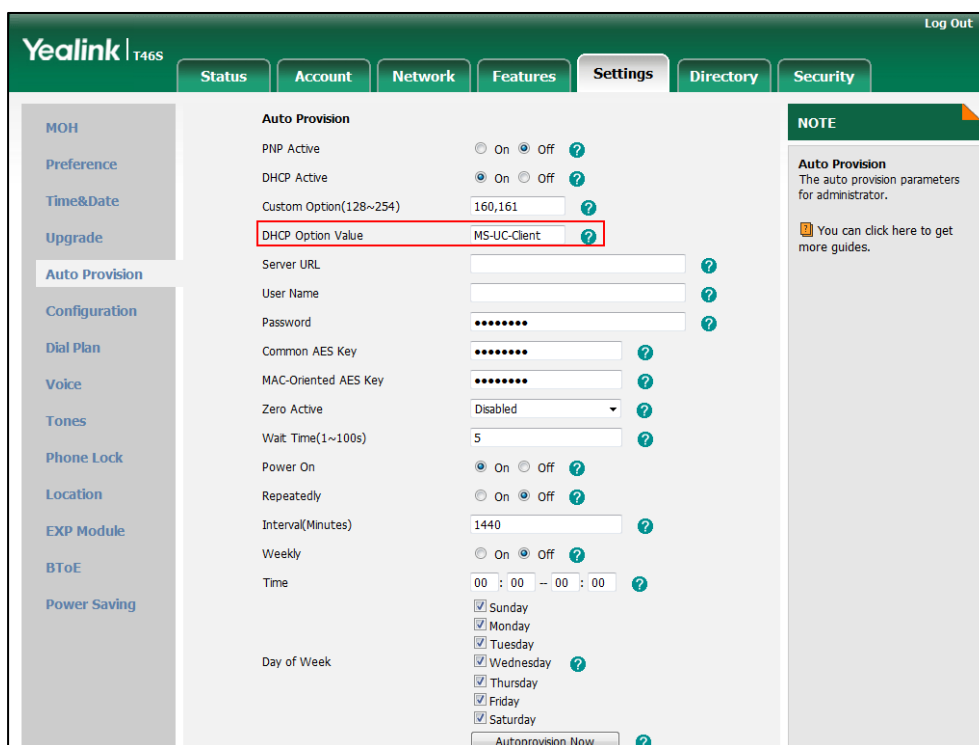 Log Out
Yealink T46S
Status Account Network Features Settings Directory Security
MOH
Preference
Time&Date
Upgrade
Auto Provision
Configuration
Dial Plan
Voice
Tones
Phone Lock
Location
EXP Module
BToE
Power Saving
Auto Provision
PNP Active On Off ?
DHCP Active On Off ?
Custom Option(128~254) 160,161 ?
DHCP Option Value MS-UC-Client ?
Server URL ?
User Name ?
Password •••••••• ?
Common AES Key •••••••• ?
MAC-Oriented AES Key •••••••• ?
Zero Active Disabled ?
Wait Time(1~100s) 5 ?
Power On On Off ?
Repeatedly On Off ?
Interval(Minutes) 1440 ?
Weekly On Off ?
Time 00 : 00 -- 00 : 00 ?
Sunday
Monday
Tuesday
Day of Week Wednesday ?
Thursday
Friday
Saturday
Autoprovision Now ?
NOTE
Auto Provision
The auto provision parameters
for administrator.
? You can click here to get
more guides.